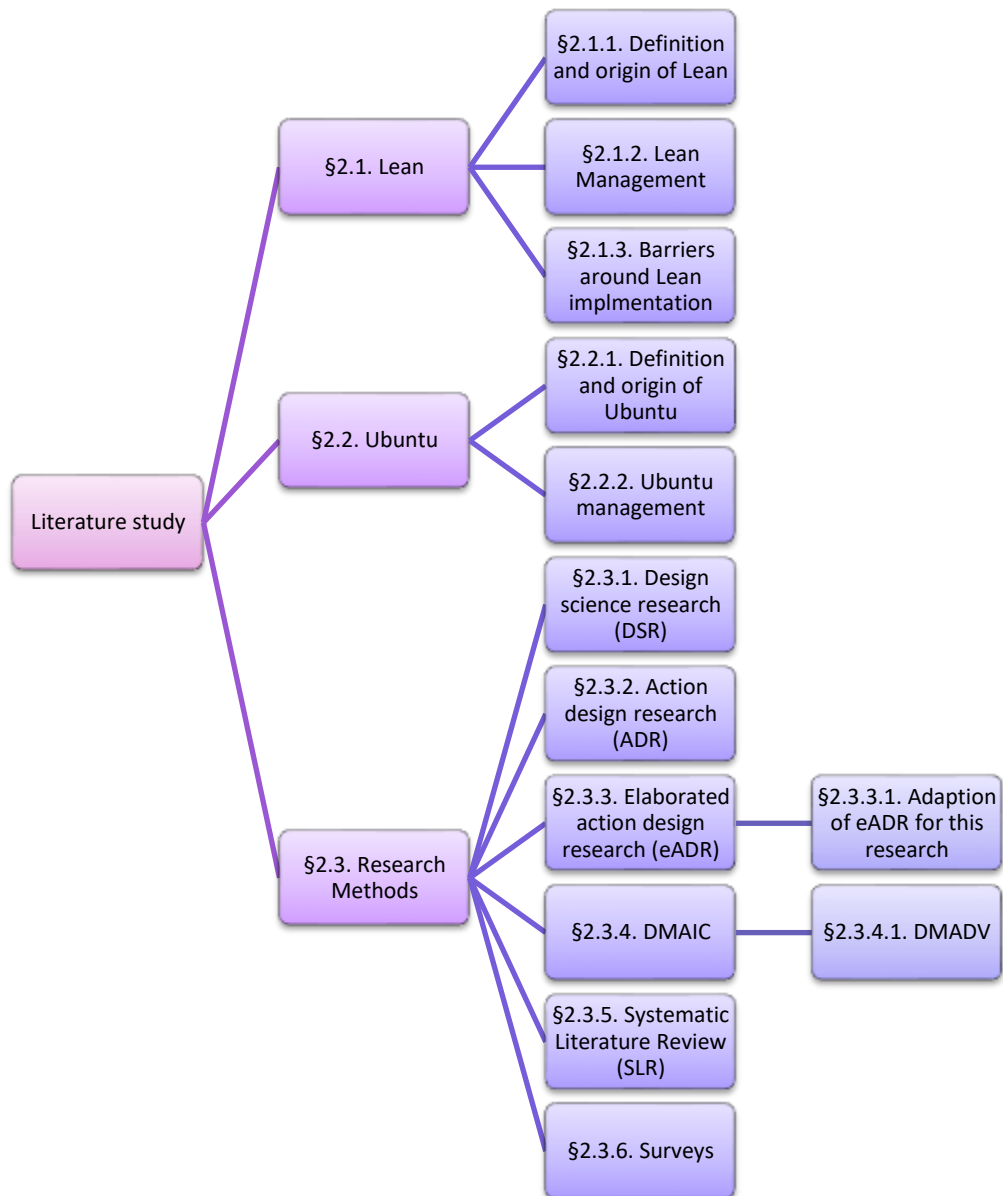 §2.1.1. Definition
and origin of Lean
§2.1. Lean
§2.1.2. Lean
Management
§2.1.3. Barriers
around Lean
implmentation
§2.2.1. Definition
and origin of
Ubuntu
§2.2. Ubuntu
§2.2.2. Ubuntu
management
Literature study
§2.3.1. Design
science research
(DSR)
§2.3.2. Action
design research
(ADR)
§2.3.3. Elaborated
action design
research (eADR)
§2.3.3.1. Adaption
of eADR for this
research
§2.3. Research
Methods
§2.3.4. DMAIC
§2.3.4.1. DMADV
§2.3.5. Systematic
Literature Review
(SLR)
§2.3.6. Surveys